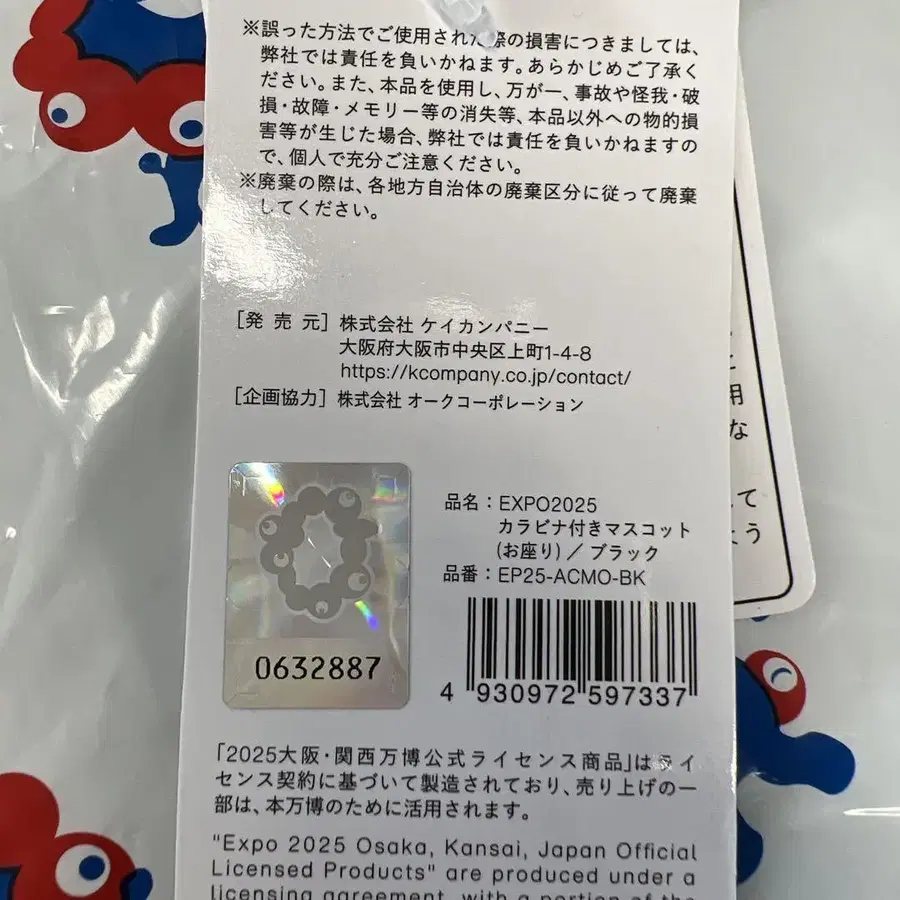 ※誤った方法でご使用された際の損害につきましては、
弊社では責任を負いかねます。あらかじめご了承く
ださい。また、本品を使用し、万が一、事故や怪我・破
損・故障・メモリー等の消失等、本品以外への物的損
害等が生じた場合、弊社では責任を負いかねますの
で、個人で充分ご注意ください。
※廃棄の際は、各地方自治体の廃棄区分に従って廃棄
してください。
[発 売 元] 株式会社 ケイカンパニー
大阪府大阪市中央区上町1-4-8
https://kcompany.co.jp/contact/
[企画協力] 株式会社 オークコーポレーション
品名：EXPO2025
カラビナ付きマスコット
(お座り)／ブラック
品番：EP25-ACMO-BK
0632887
4 930972 597337
「2025大阪・関西万博公式ライセンス商品」はライ
センス契約に基づいて製造されており、売り上げの一
部は、本万博のために活用されます。
"Expo 2025 Osaka, Kansai, Japan Official
Licensed Products" are produced under a
licensing agreement, with a portion of the
用
な
て
う